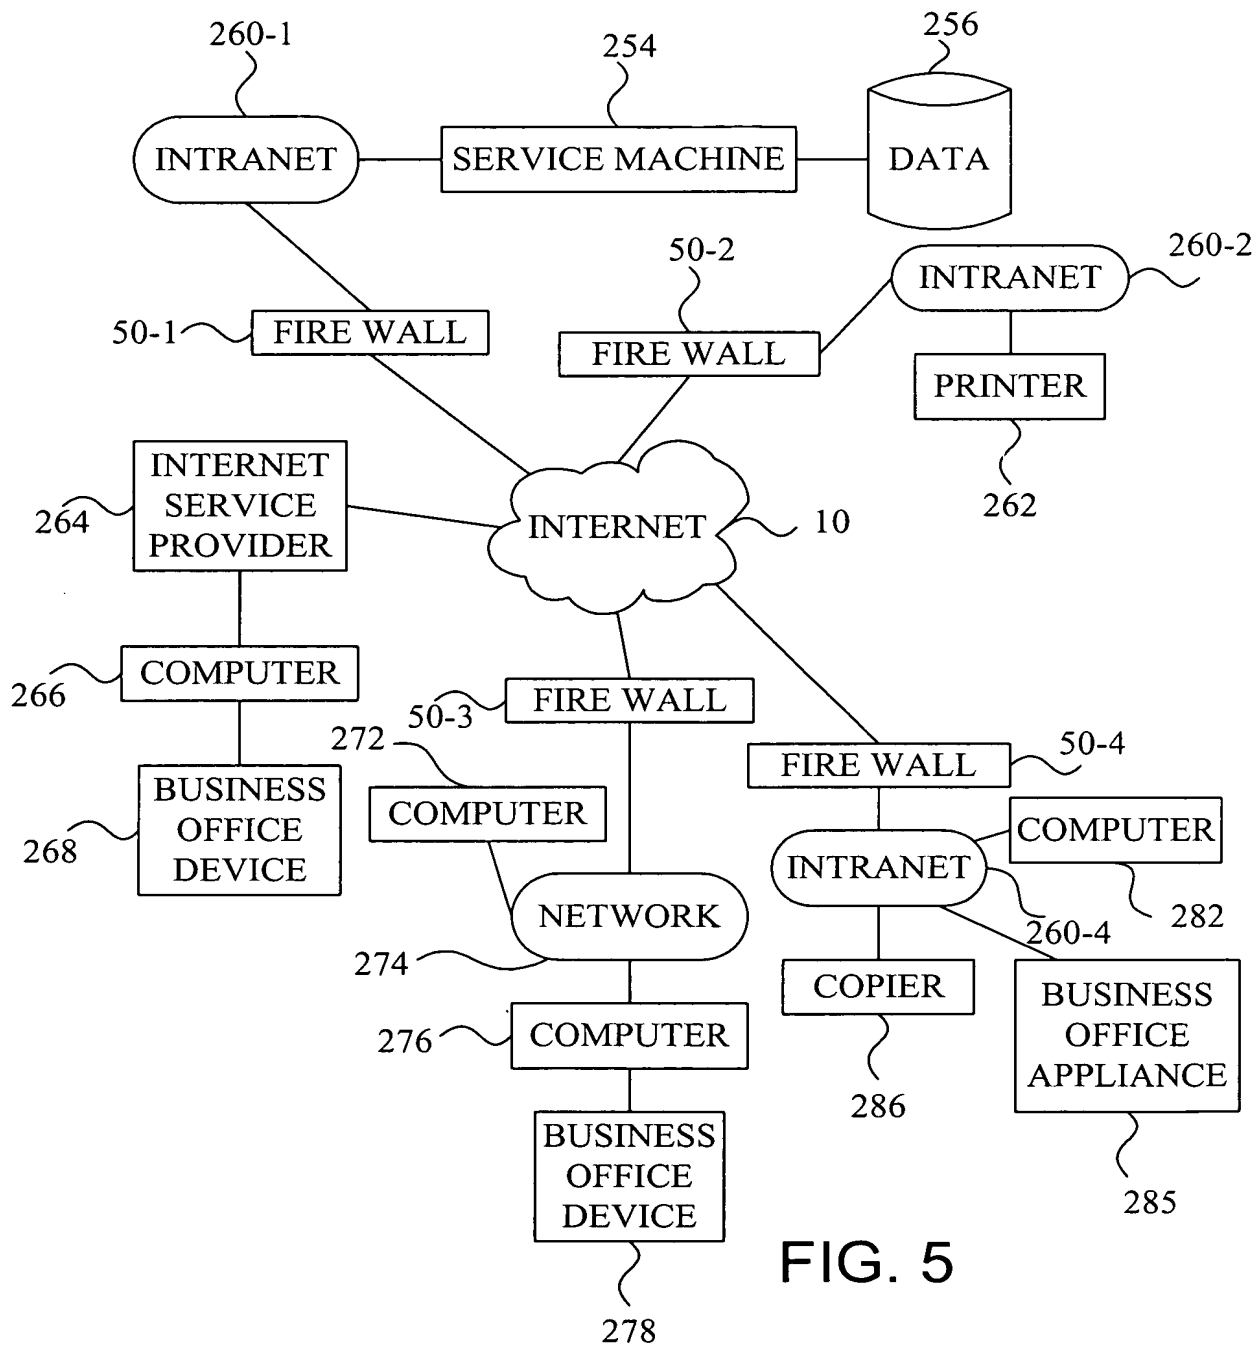 260-1
254
256
INTRANET
SERVICE MACHINE
DATA
50-2
260-2
INTRANET
50-1
FIRE WALL
FIRE WALL
PRINTER
INTERNET
SERVICE
PROVIDER
264
262
INTERNET
10
COMPUTER
266
FIRE WALL
50-3
272
50-4
FIRE WALL
BUSINESS
OFFICE
DEVICE
268
COMPUTER
COMPUTER
INTRANET
282
NETWORK
260-4
274
COPIER
BUSINESS
OFFICE
APPLIANCE
276
COMPUTER
286
BUSINESS
OFFICE
DEVICE
285
FIG. 5
278